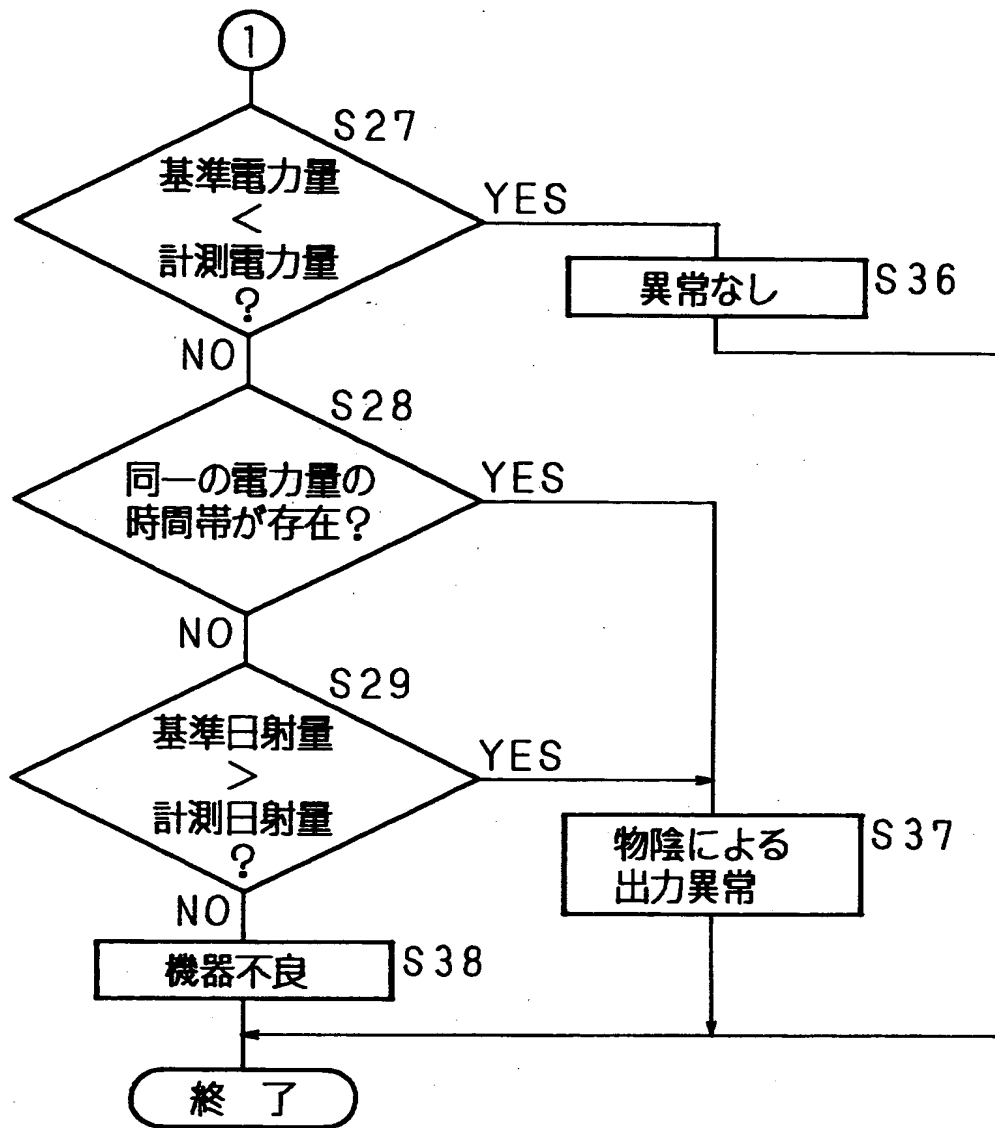 1
S27
基準電力量
<
計測電力量
?
YES
異常なし
S36
NO
S28
同一の電力量の
時間帯が存在?
YES
NO
S29
基準日射量
>
計測日射量
?
YES
物陰による
出力異常
S37
NO
機器不良
S38
終了